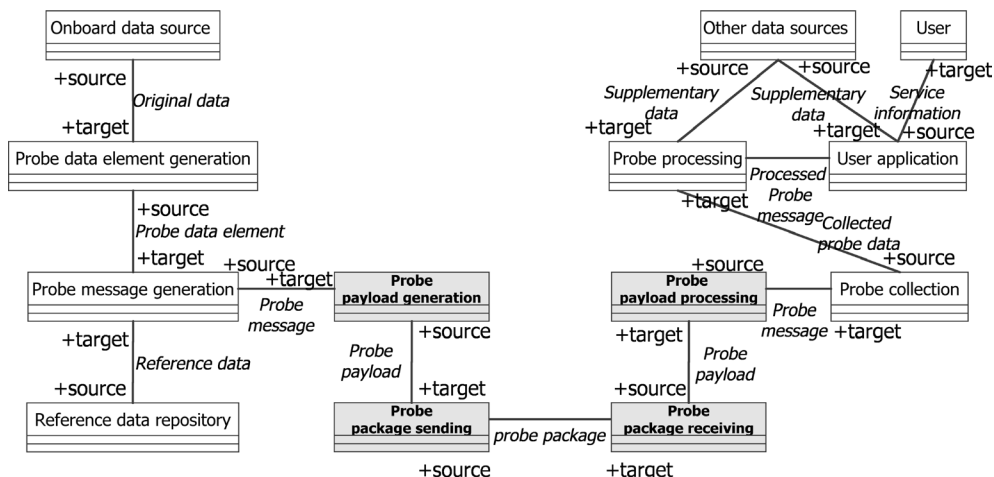 Onboard data source
+source
Original data
+target
Probe data element generation
+source
Probe data element
+target
Probe message generation
+source
+target
Probe
message
Probe
payload generation
+target
Reference data
+source
Reference data repository
+source
Probe
payload
+target
Probe
package sending
+source
probe package
+target
Probe
package receiving
+source
Probe
payload
+target
Probe
payload processing
+source
Probe
message
+target
Probe collection
+source
Collected
probe data
+target
Probe processing
Processed
Probe
message
User application
+target
Supplementary
data
+source
Other data sources
+source
Supplementary
data
+target
+source
Service
information
+target
User